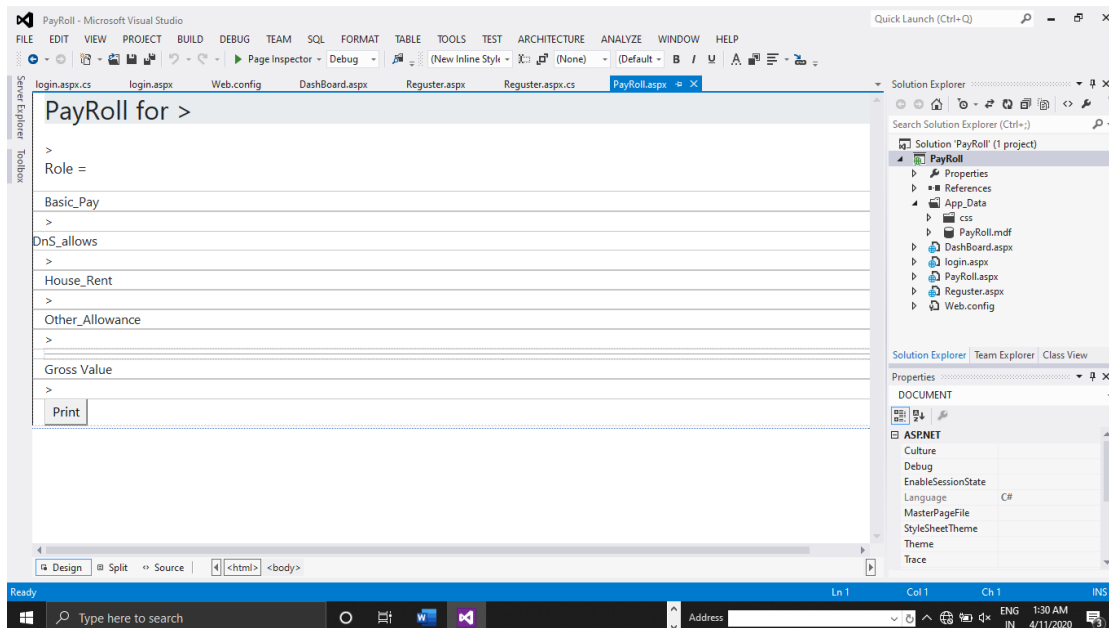 PayRoll - Microsoft Visual Studio
Quick Launch (Ctrl+Q)
FILE EDIT VIEW PROJECT BUILD DEBUG TEAM SQL FORMAT TABLE TOOLS TEST ARCHITECTURE ANALYZE WINDOW HELP
Page Inspector Debug (New Inline Style (None) (Default B I U A
Server Explorer
Toolbox
login.aspx.cs login.aspx Web.config DashBoard.aspx Reguster.aspx Reguster.aspx.cs PayRoll.aspx
PayRoll for >
>
Role =
Basic_Pay
>
DnS_allows
>
House_Rent
>
Other_Allowance
>
Gross Value
>
Print
Design Split Source <html> <body>
Solution Explorer
Search Solution Explorer (Ctrl+;)
Solution 'PayRoll' (1 project)
PayRoll
Properties
References
App_Data
css
PayRoll.mdf
DashBoard.aspx
login.aspx
PayRoll.aspx
Reguster.aspx
Web.config
Solution Explorer Team Explorer Class View
Properties
DOCUMENT
ASP.NET
Culture
Debug
EnableSessionState
Language C#
MasterPageFile
StyleSheetTheme
Theme
Trace
Ready Ln 1 Col 1 Ch 1 INS
Type here to search
Address
ENG
IN
1:30 AM
4/11/2020
3